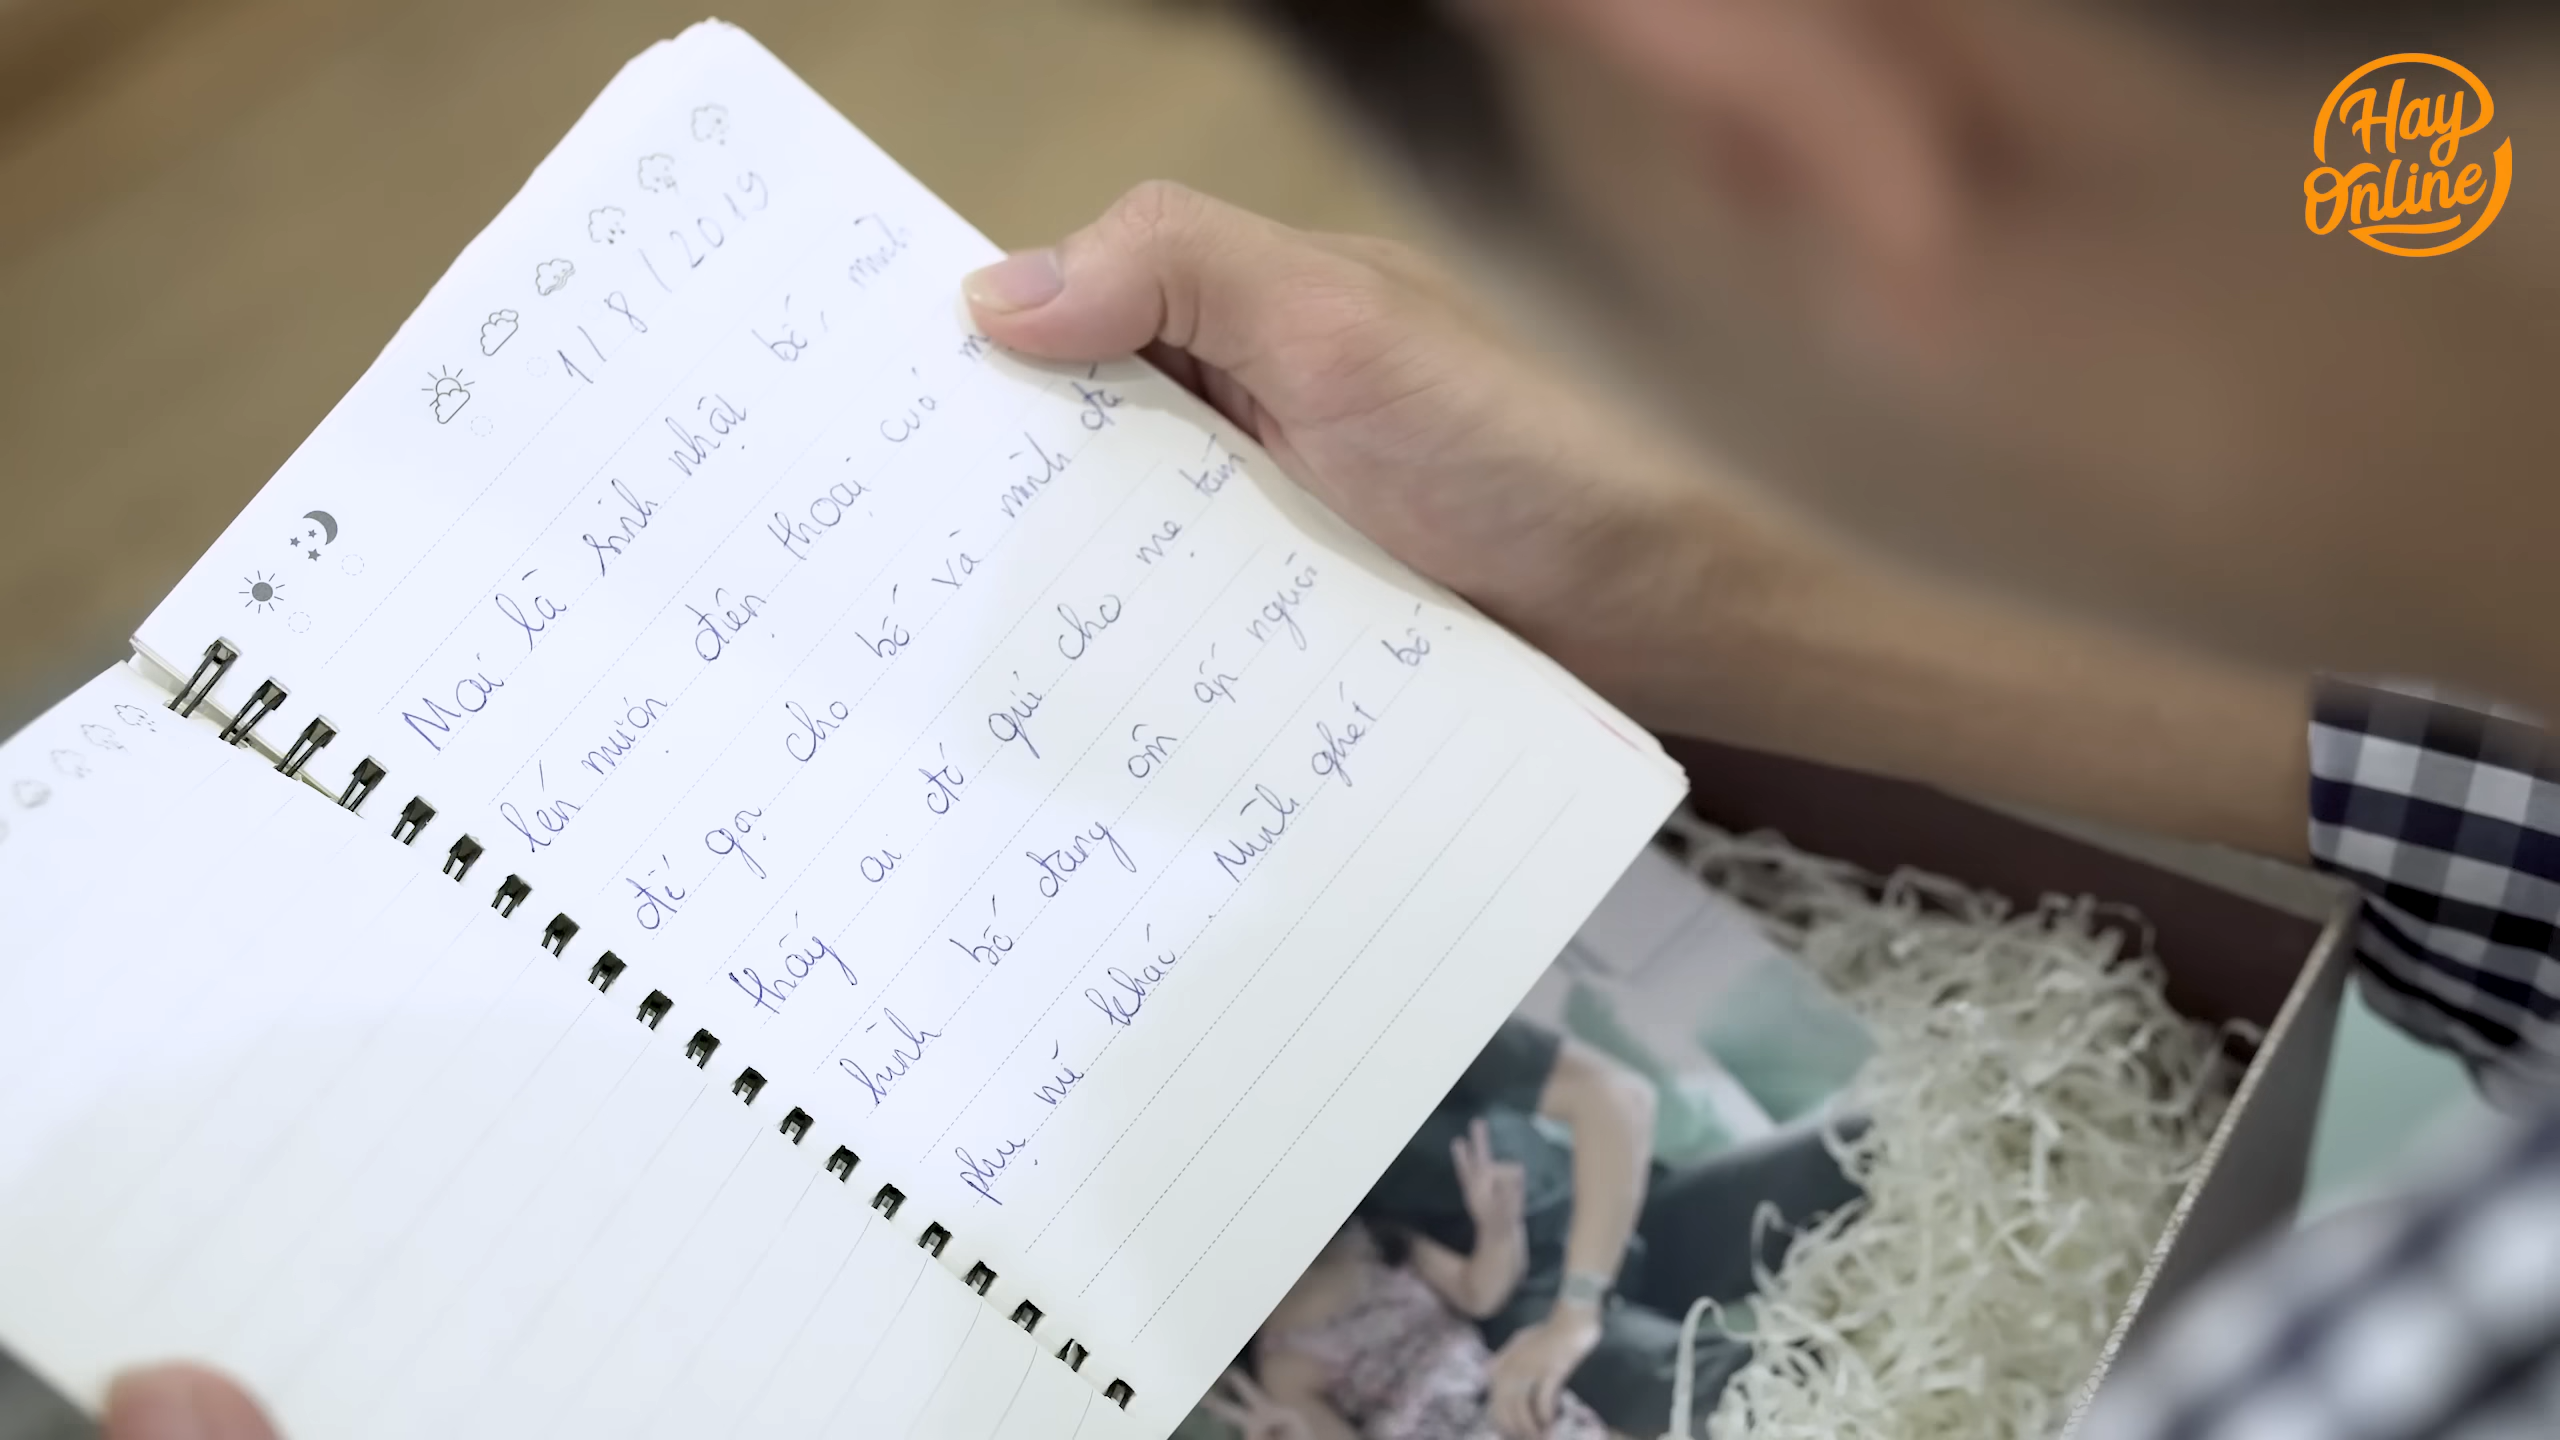 1/8/2019
Mai là sinh nhật bố, mình
lén mượn điện thoại của
để gọi cho bố và mình đã
thấy ai đó gửi cho mẹ tấm
hình bố đang ôm ấp người
phụ nữ khác. Mình ghét bố.
Hay
Online